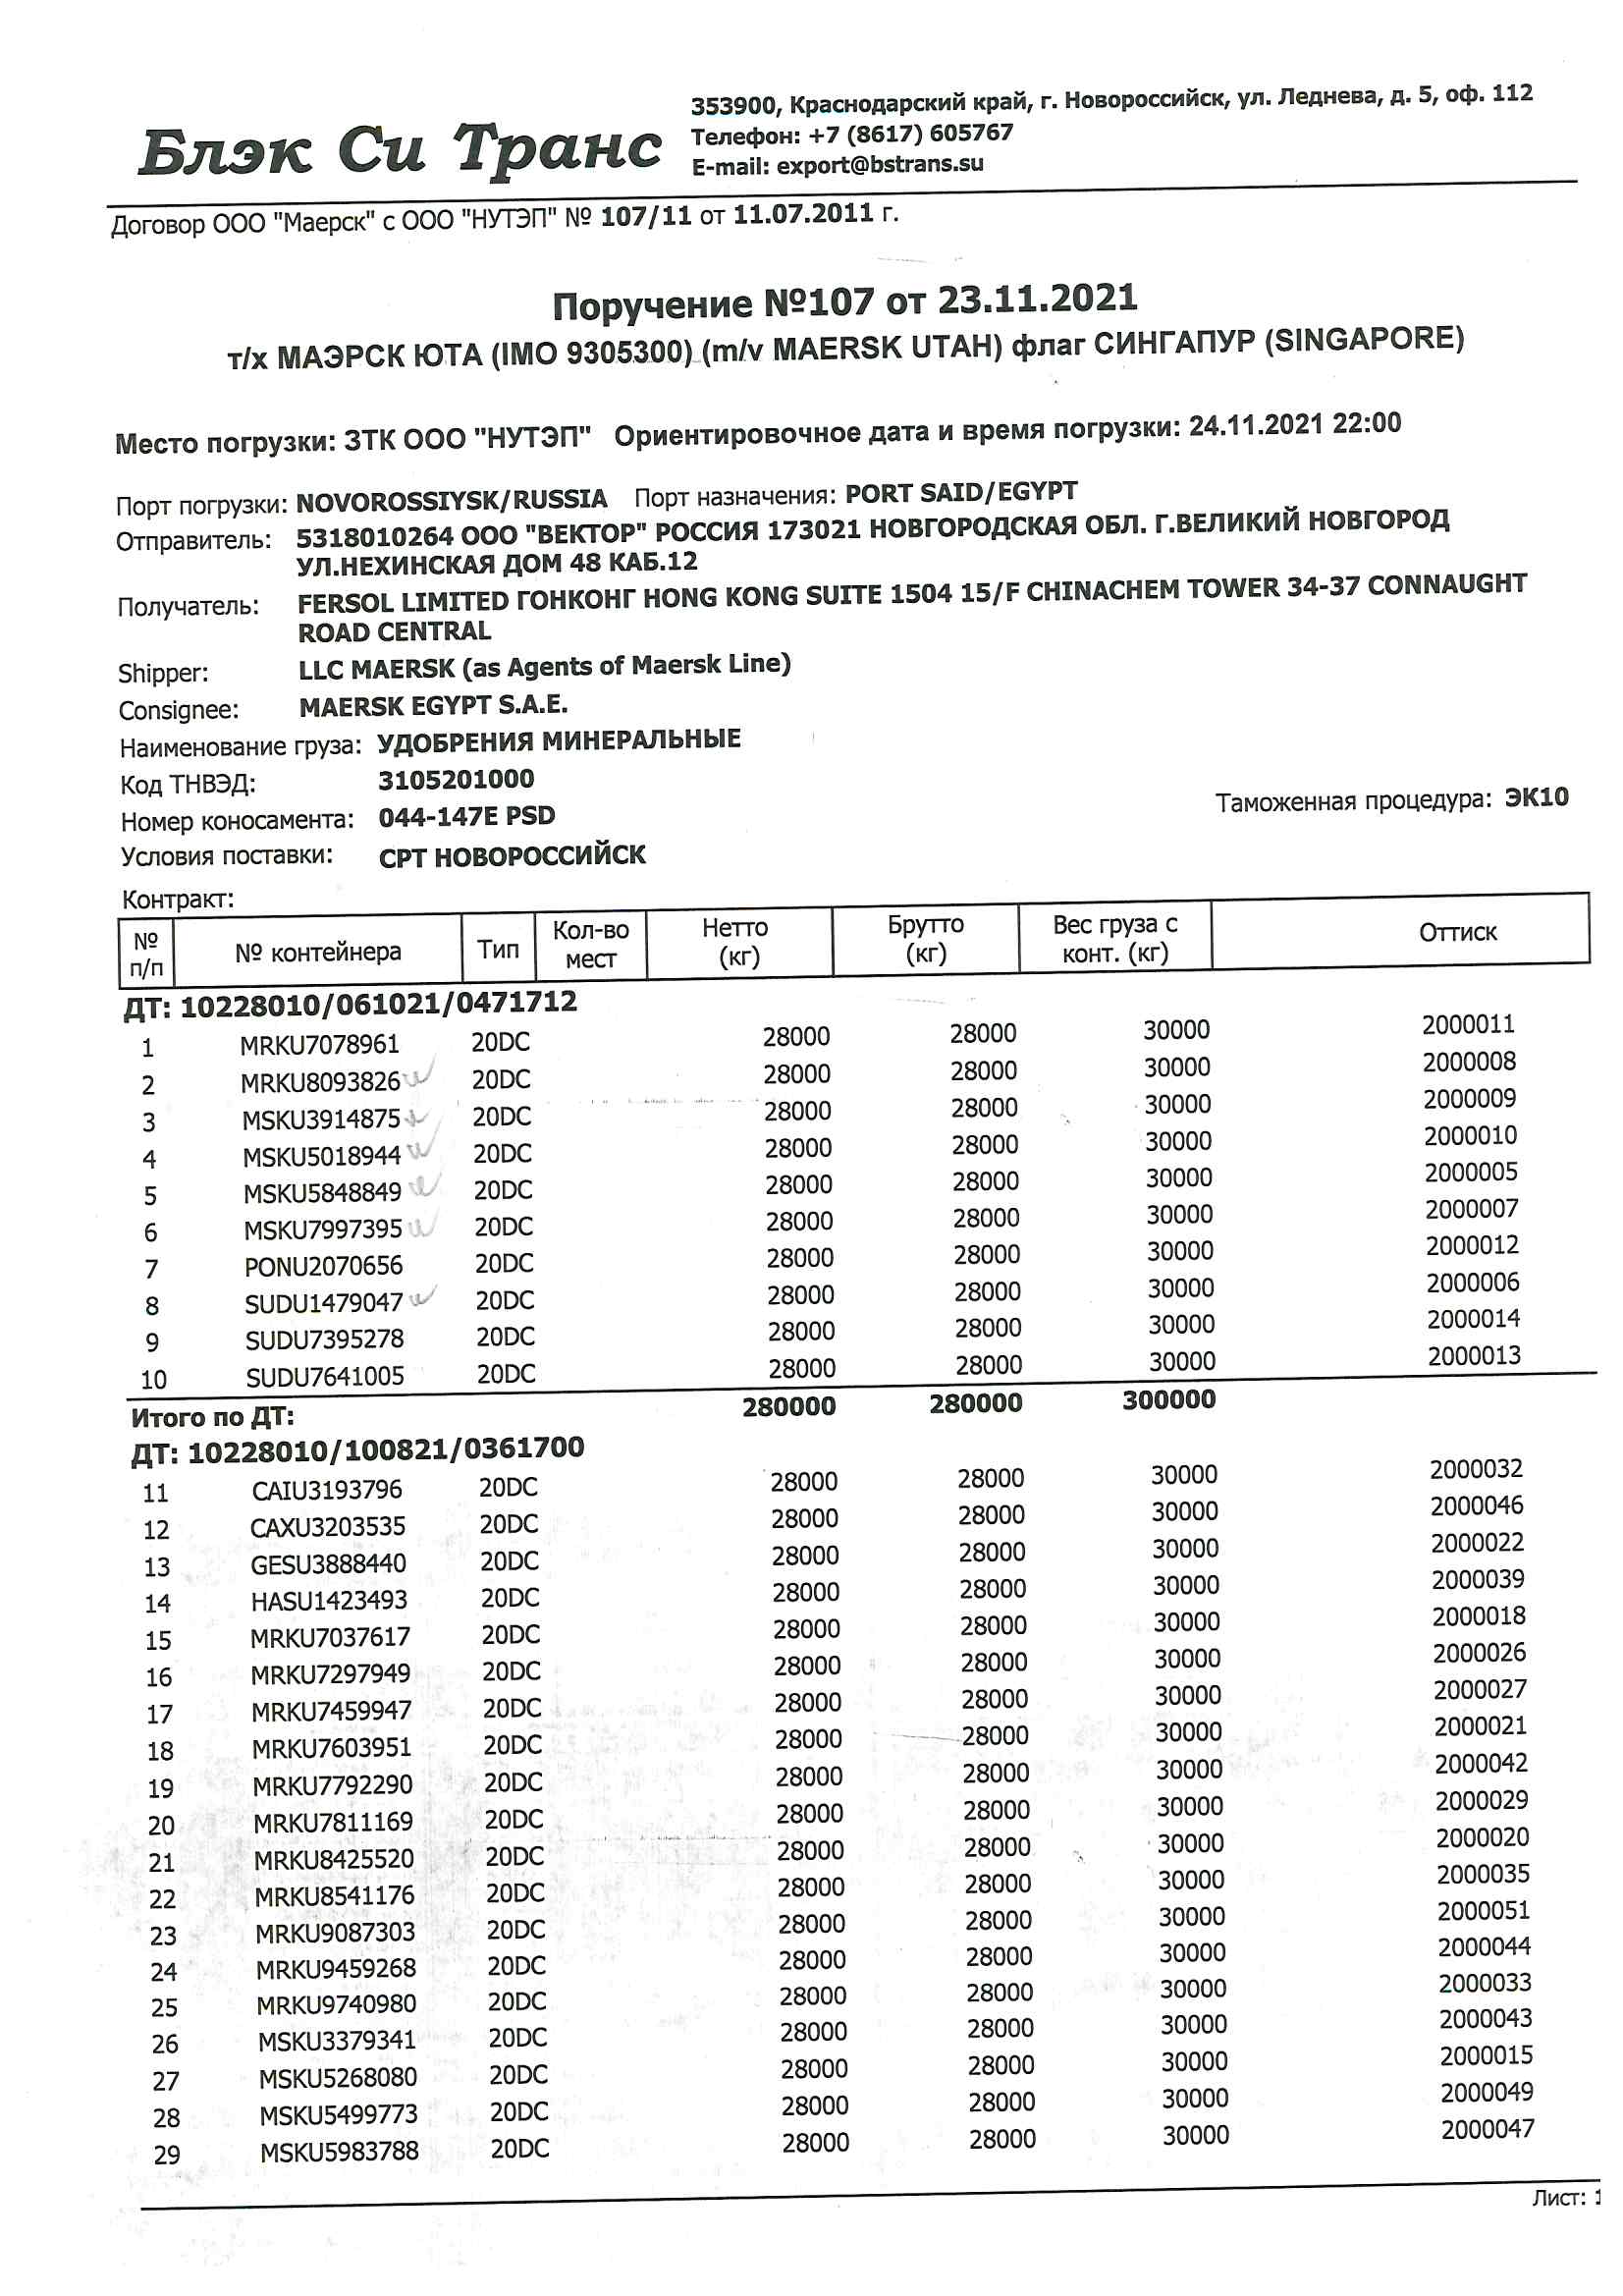 Блэк Си Транс
353900, Краснодарский край, г. Новороссийск, ул. Леднева, д. 5, оф. 112
Телефон: +7 (8617) 605767
E-mail: export@bstrans.su
Договор ООО "Маерск" с ООО "НУТЭП" № 107/11 от 11.07.2011 г.
Поручение №107 от 23.11.2021
т/х МАЭРСК ЮТА (IMO 9305300) (m/v MAERSK UTAH) флаг СИНГАПУР (SINGAPORE)
Место погрузки: ЗТК ООО "НУТЭП" Ориентировочное дата и время погрузки: 24.11.2021 22:00
Порт погрузки: NOVOROSSIYSK/RUSSIA Порт назначения: PORT SAID/EGYPT
Отправитель: 5318010264 ООО "ВЕКТОР" РОССИЯ 173021 НОВГОРОДСКАЯ ОБЛ. Г.ВЕЛИКИЙ НОВГОРОД
УЛ.НЕХИНСКАЯ ДОМ 48 КАБ.12
Получатель: FERSOL LIMITED ГОНКОНГ HONG KONG SUITE 1504 15/F CHINACHEM TOWER 34-37 CONNAUGHT
ROAD CENTRAL
Shipper: LLC MAERSK (as Agents of Maersk Line)
Consignee: MAERSK EGYPT S.A.E.
Наименование груза: УДОБРЕНИЯ МИНЕРАЛЬНЫЕ
Код ТНВЭД: 3105201000
Номер коносамента: 044-147E PSD Таможенная процедура: ЭК10
Условия поставки: CPT НОВОРОССИЙСК
Контракт:
№ п/п № контейнера Тип Кол-во мест Нетто (кг) Брутто (кг) Вес груза с конт. (кг) Оттиск
ДТ: 10228010/061021/0471712
1 MRKU7078961 20DC 28000 28000 30000 2000011
2 MRKU8093826 20DC 28000 28000 30000 2000008
3 MSKU3914875 20DC 28000 28000 30000 2000009
4 MSKU5018944 20DC 28000 28000 30000 2000010
5 MSKU5848849 20DC 28000 28000 30000 2000005
6 MSKU7997395 20DC 28000 28000 30000 2000007
7 PONU2070656 20DC 28000 28000 30000 2000012
8 SUDU1479047 20DC 28000 28000 30000 2000006
9 SUDU7395278 20DC 28000 28000 30000 2000014
10 SUDU7641005 20DC 28000 28000 30000 2000013
Итого по ДТ: 280000 280000 300000
ДТ: 10228010/100821/0361700
11 CAIU3193796 20DC 28000 28000 30000 2000032
12 CAXU3203535 20DC 28000 28000 30000 2000046
13 GESU3888440 20DC 28000 28000 30000 2000022
14 HASU1423493 20DC 28000 28000 30000 2000039
15 MRKU7037617 20DC 28000 28000 30000 2000018
16 MRKU7297949 20DC 28000 28000 30000 2000026
17 MRKU7459947 20DC 28000 28000 30000 2000027
18 MRKU7603951 20DC 28000 28000 30000 2000021
19 MRKU7792290 20DC 28000 28000 30000 2000042
20 MRKU7811169 20DC 28000 28000 30000 2000029
21 MRKU8425520 20DC 28000 28000 30000 2000020
22 MRKU8541176 20DC 28000 28000 30000 2000035
23 MRKU9087303 20DC 28000 28000 30000 2000051
24 MRKU9459268 20DC 28000 28000 30000 2000044
25 MRKU9740980 20DC 28000 28000 30000 2000033
26 MSKU3379341 20DC 28000 28000 30000 2000043
27 MSKU5268080 20DC 28000 28000 30000 2000015
28 MSKU5499773 20DC 28000 28000 30000 2000049
29 MSKU5983788 20DC 28000 28000 30000 2000047
Лист: 1